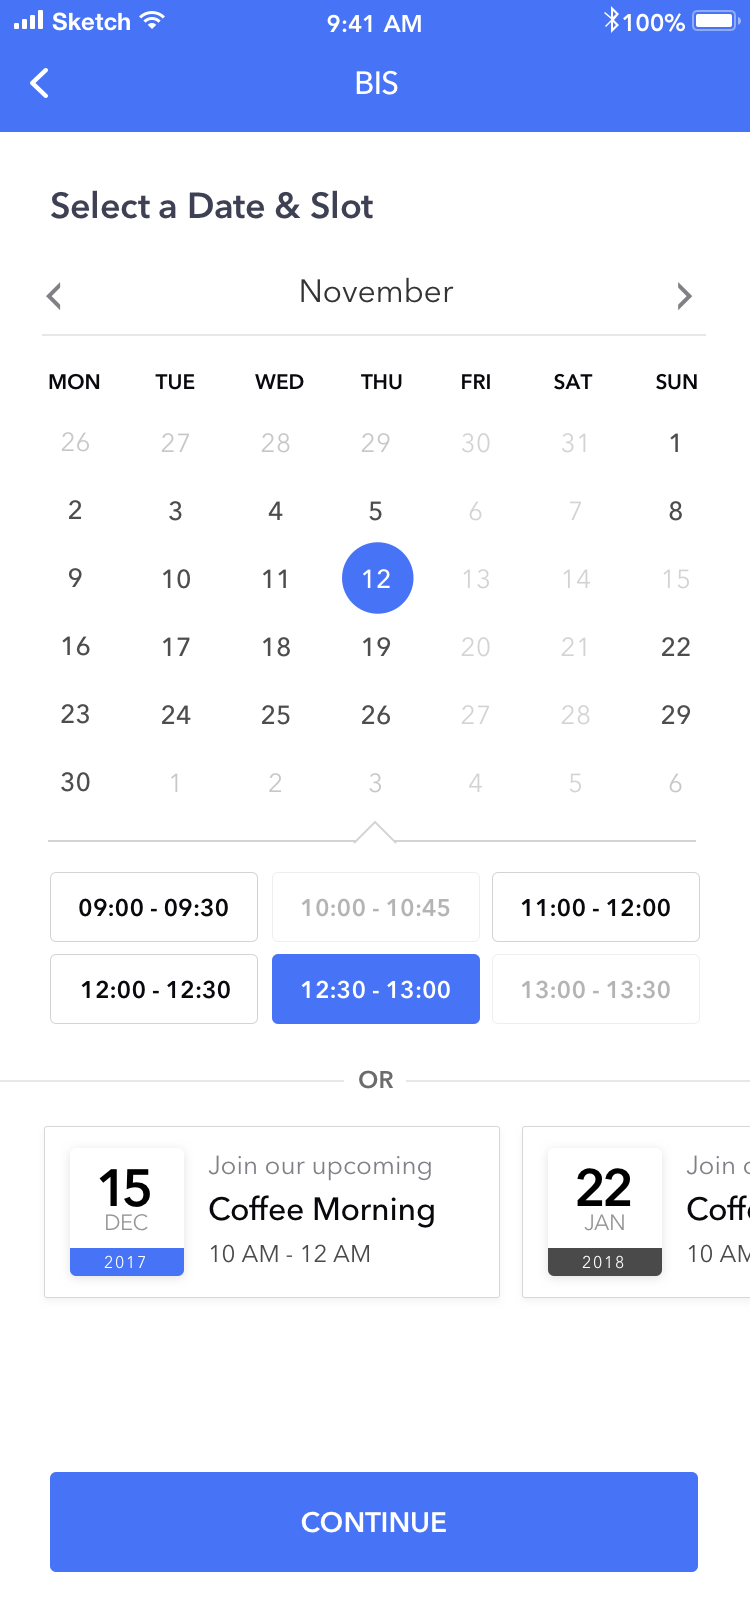 Sketch 9:41 AM 100%
BIS
Select a Date & Slot
November
MON TUE WED THU FRI SAT SUN
26 27 28 29 30 31 1
2 3 4 5 6 7 8
9 10 11 12 13 14 15
16 17 18 19 20 21 22
23 24 25 26 27 28 29
30 1 2 3 4 5 6
09:00 - 09:30 10:00 - 10:45 11:00 - 12:00
12:00 - 12:30 12:30 - 13:00 13:00 - 13:30
OR
15
DEC
2017
Join our upcoming
Coffee Morning
10 AM - 12 AM
22
JAN
2018
Join
10
CONTINUE